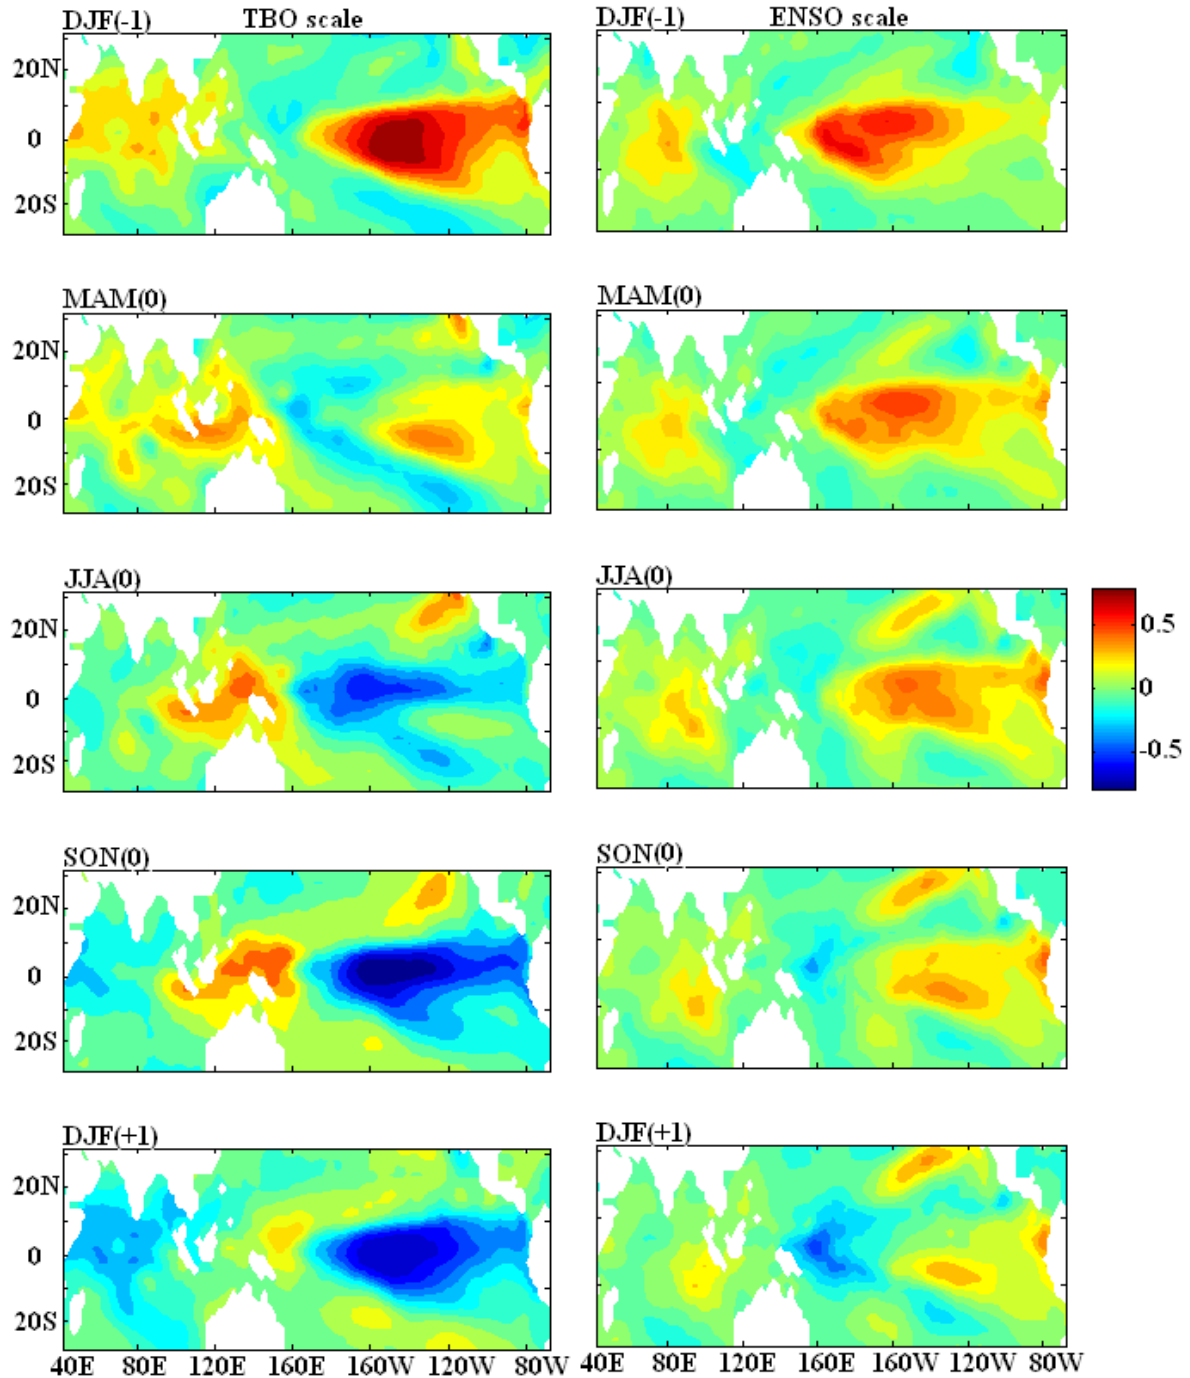 DJF(-1) TBO scale DJF(-1) ENSO scale
20N
0
20S
MAM(0) MAM(0)
20N
0
20S
JJA(0) JJA(0)
20N
0
20S
0.5
0
-0.5
SON(0) SON(0)
20N
0
20S
DJF(+1) DJF(+1)
20N
0
20S
40E 80E 120E 160E 160W 120W 80W 40E 80E 120E 160E 160W 120W 80W